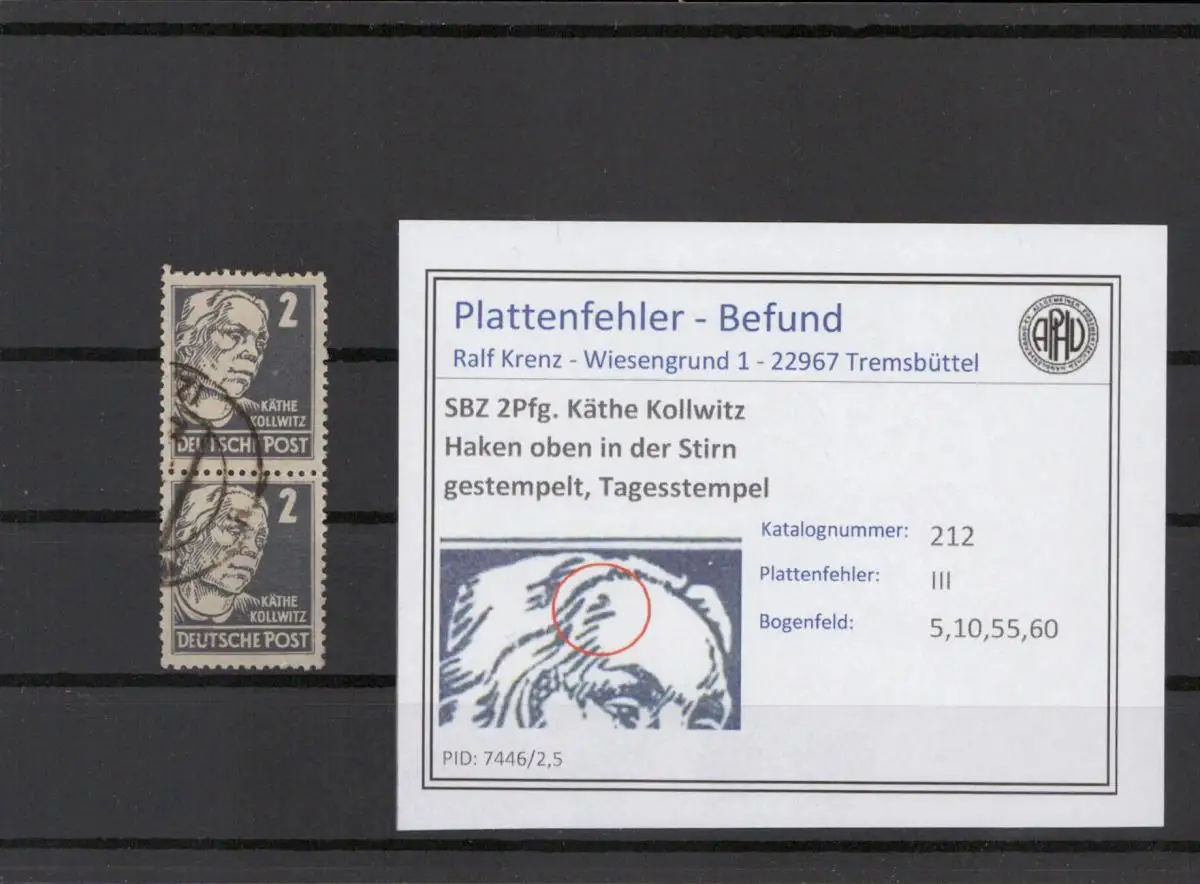 2
KÄTHE
KOLLWITZ
DEUTSCHE POST
2
KÄTHE
KOLLWITZ
DEUTSCHE POST
Plattenfehler - Befund
Ralf Krenz - Wiesengrund 1 - 22967 Tremsbüttel
APHV
SBZ 2Pfg. Käthe Kollwitz
Haken oben in der Stirn
gestempelt, Tagesstempel
Katalognummer: 212
Plattenfehler: III
Bogenfeld: 5,10,55,60
PID: 7446/2,5